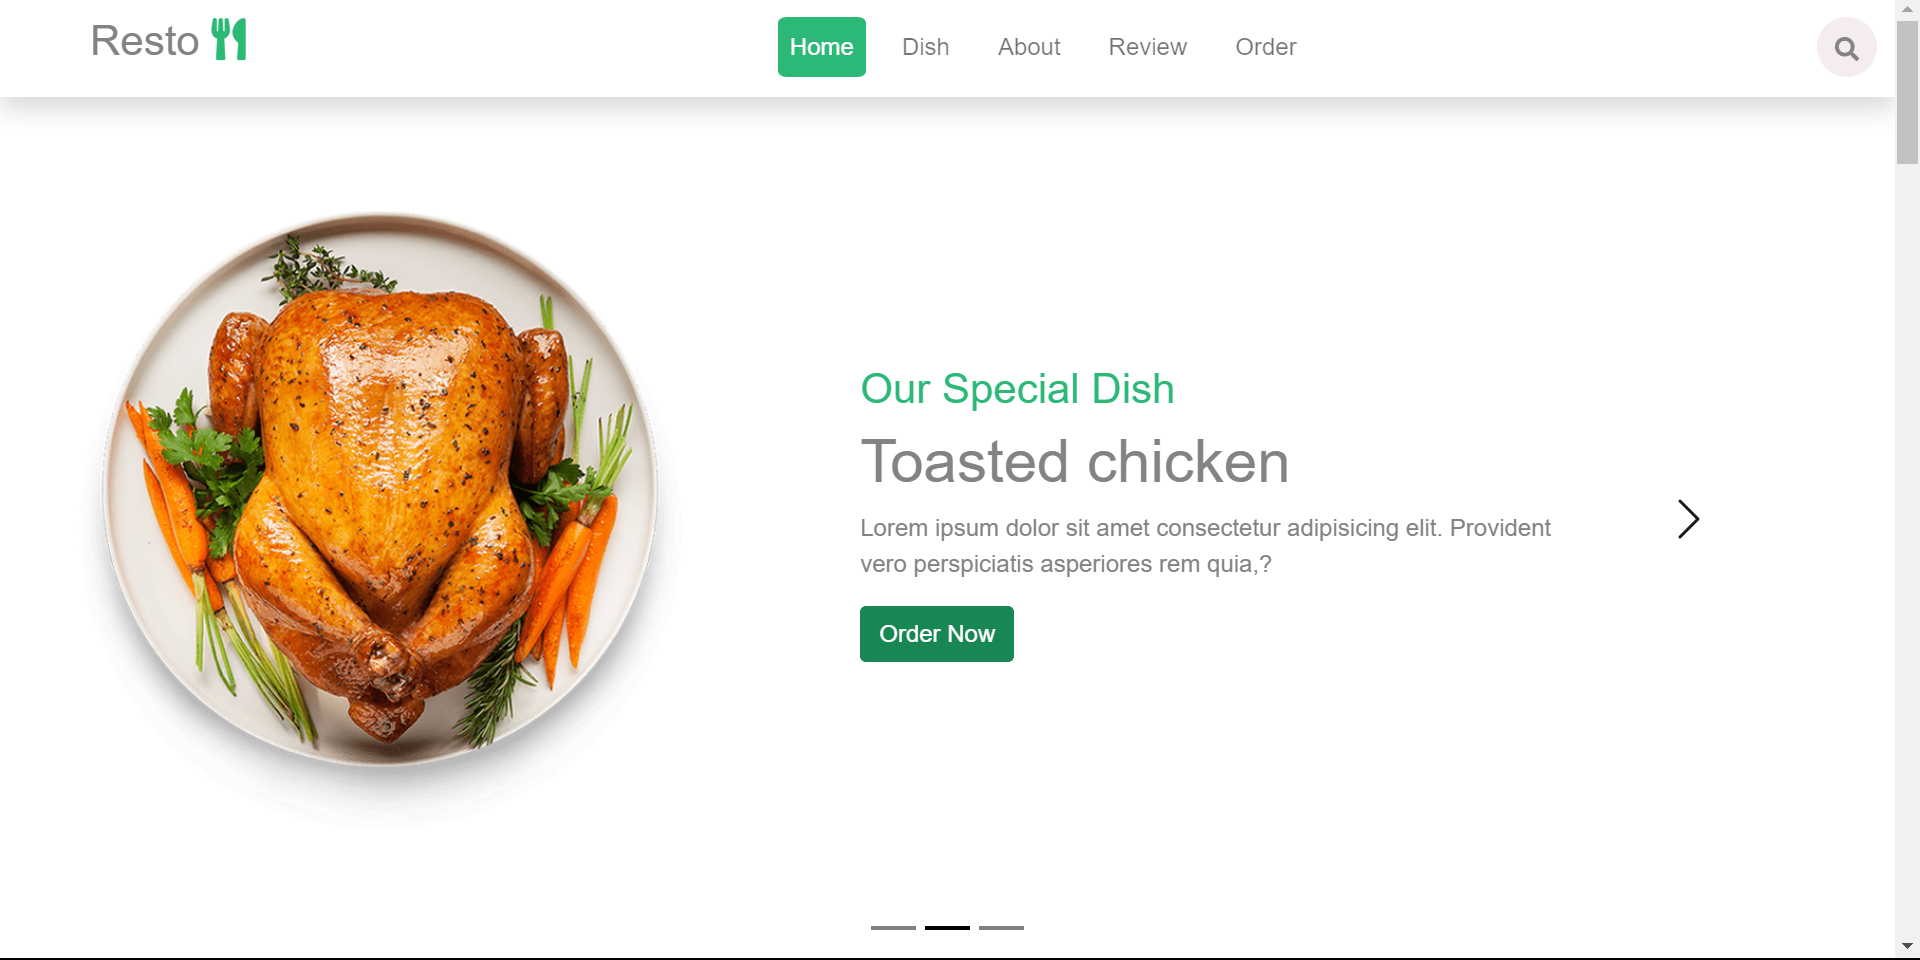 Resto
Home Dish About Review Order
Our Special Dish
Toasted chicken
Lorem ipsum dolor sit amet consectetur adipisicing elit. Provident
vero perspiciatis asperiores rem quia,?
Order Now